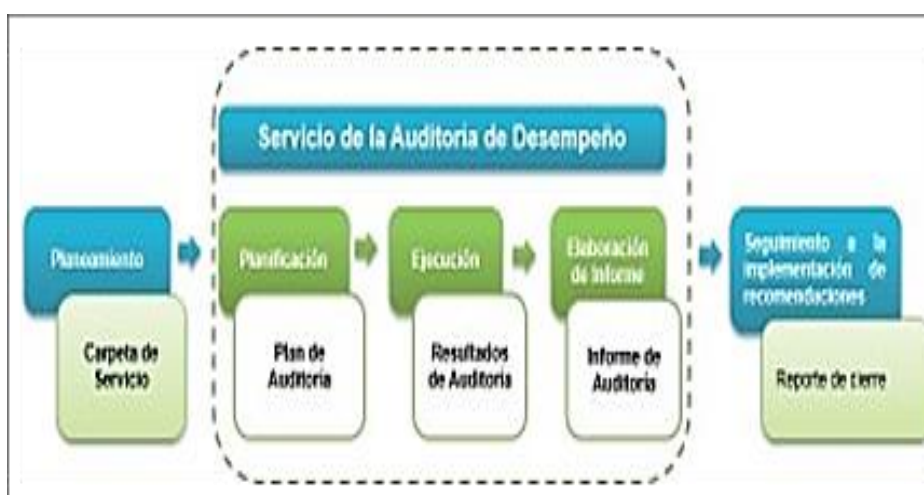 Servicio de la Auditoria de Desempeño
Planeamiento
Carpeta de
Servicio
Planificación
Plan de
Auditoria
Ejecución
Resultados
de Auditoria
Elaboración
de Informe
Informe de
Auditoria
Seguimiento a la
implementación de
recomendaciones
Reporte de cierre